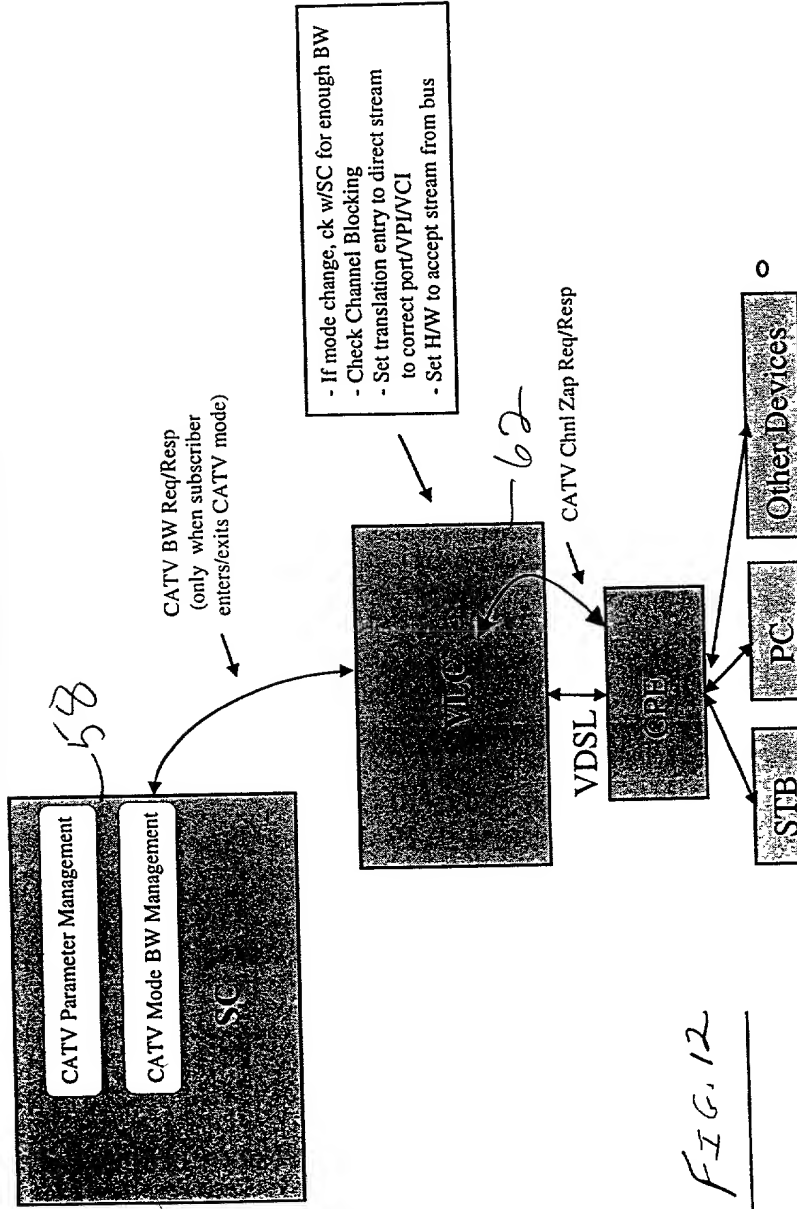 CATV Parameter Management
58
CATV Mode BW Management
SC
CATV BW Req/Resp
(only when subscriber
enters/exits CATV mode)
- If mode change, ck w/SC for enough BW
- Check Channel Blocking
- Set translation entry to direct stream
to correct port/VPI/VCI
- Set H/W to accept stream from bus
62
VLC
CATV Chnl Zap Req/Resp
VDSL
CPE
STB
PC
Other Devices
o
FIG. 12